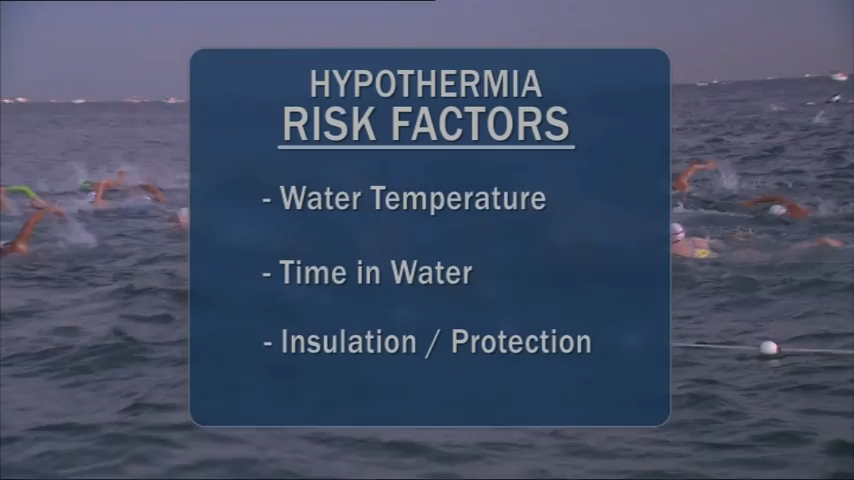 HYPOTHERMIA
RISK FACTORS
- Water Temperature
- Time in Water
- Insulation / Protection